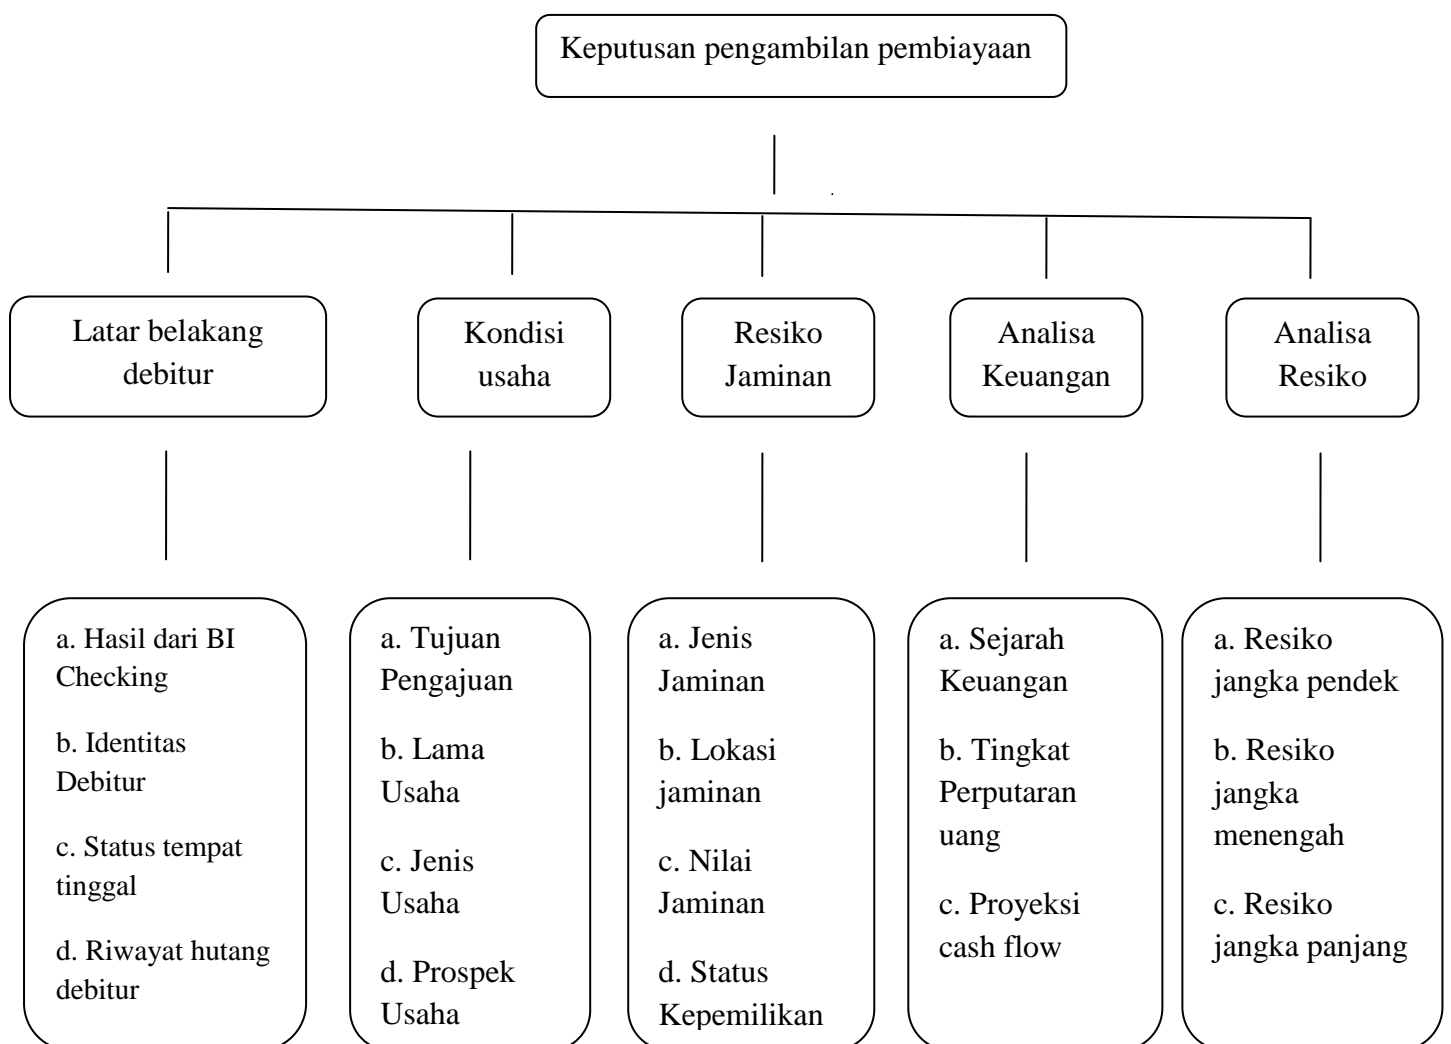 Keputusan pengambilan pembiayaan
Latar belakang
debitur
Kondisi
usaha
Resiko
Jaminan
Analisa
Keuangan
Analisa
Resiko
a. Hasil dari BI
Checking
b. Identitas
Debitur
c. Status tempat
tinggal
d. Riwayat hutang
debitur
a. Tujuan
Pengajuan
b. Lama
Usaha
c. Jenis
Usaha
d. Prospek
Usaha
a. Jenis
Jaminan
b. Lokasi
jaminan
c. Nilai
Jaminan
d. Status
Kepemilikan
a. Sejarah
Keuangan
b. Tingkat
Perputaran
uang
c. Proyeksi
cash flow
a. Resiko
jangka pendek
b. Resiko
jangka
menengah
c. Resiko
jangka panjang